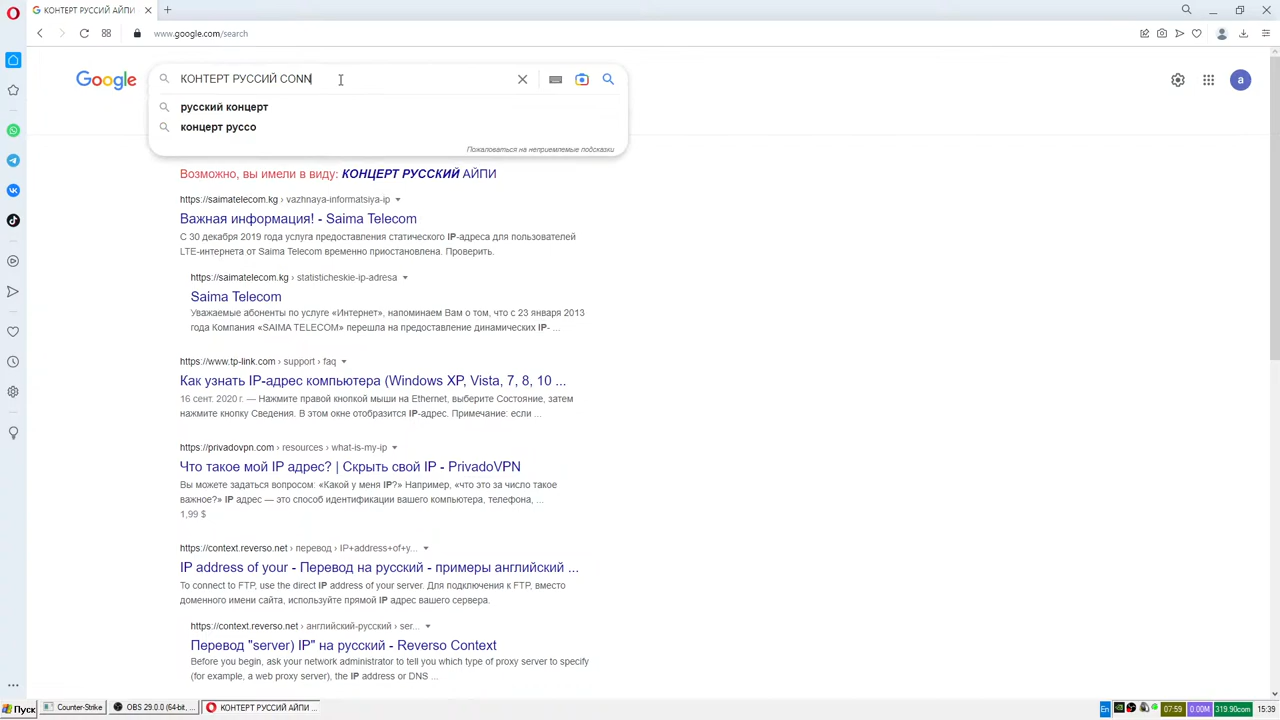 КОНТЕРТ РУССИЙ АЙПИ
www.google.com/search
Google
КОНТЕРТ РУССИЙ CONN
a
русский концерт
концерт руссо
Пожаловаться на неприемлемые подсказки
Возможно, вы имели в виду: КОНЦЕРТ РУССКИЙ АЙПИ
https://saimatelecom.kg › vazhnaya-informatsiya-ip
Важная информация! - Saima Telecom
С 30 декабря 2019 года услуга предоставления статического IP-адреса для пользователей
LTE-интернета от Saima Telecom временно приостановлена. Проверить.
https://saimatelecom.kg › statisticheskie-ip-adresa
Saima Telecom
Уважаемые абоненты по услуге «Интернет», напоминаем Вам о том, что с 23 января 2013
года Компания «SAIMA TELECOM» перешла на предоставление динамических IP- ...
https://www.tp-link.com › support › faq
Как узнать IP-адрес компьютера (Windows XP, Vista, 7, 8, 10 ...
16 сент. 2020 г. — Нажмите правой кнопкой мыши на Ethernet, выберите Состояние, затем
нажмите кнопку Сведения. В этом окне отобразится IP-адрес. Примечание: если ...
https://privadovpn.com › resources › what-is-my-ip
Что такое мой IP адрес? | Скрыть свой IP - PrivadoVPN
Вы можете задаться вопросом: «Какой у меня IP?» Например, «что это за число такое
важное?» IP адрес — это способ идентификации вашего компьютера, телефона, ...
1,99 $
https://context.reverso.net › перевод › IP+address+of+y...
IP address of your - Перевод на русский - примеры английский ...
To connect to FTP, use the direct IP address of your server. Для подключения к FTP, вместо
доменного имени сайта, используйте прямой IP адрес вашего сервера.
https://context.reverso.net › английский-русский › ser...
Перевод "server) IP" на русский - Reverso Context
Before you begin, ask your network administrator to tell you which type of proxy server to specify
(for example, a web proxy server), the IP address or DNS ...
Пуск
Counter-Strike
OBS 29.0.0 (64-bit, ...
КОНТЕРТ РУССИЙ АЙПИ ...
En
07:59
0.00M
319.90com
15:39